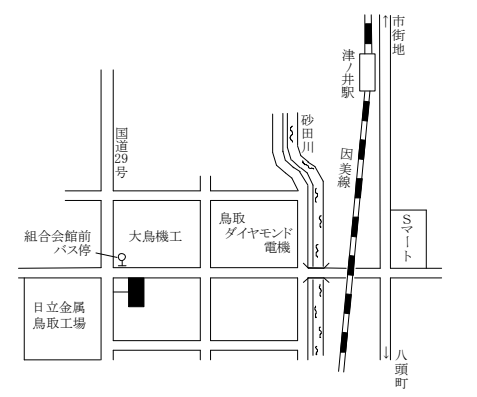 市街地
津ノ井駅
砂田川
因美線
国道29号
Sマート
鳥取
ダイヤモンド
電機
大鳥機工
組合会館前
バス停
日立金属
鳥取工場
八頭町